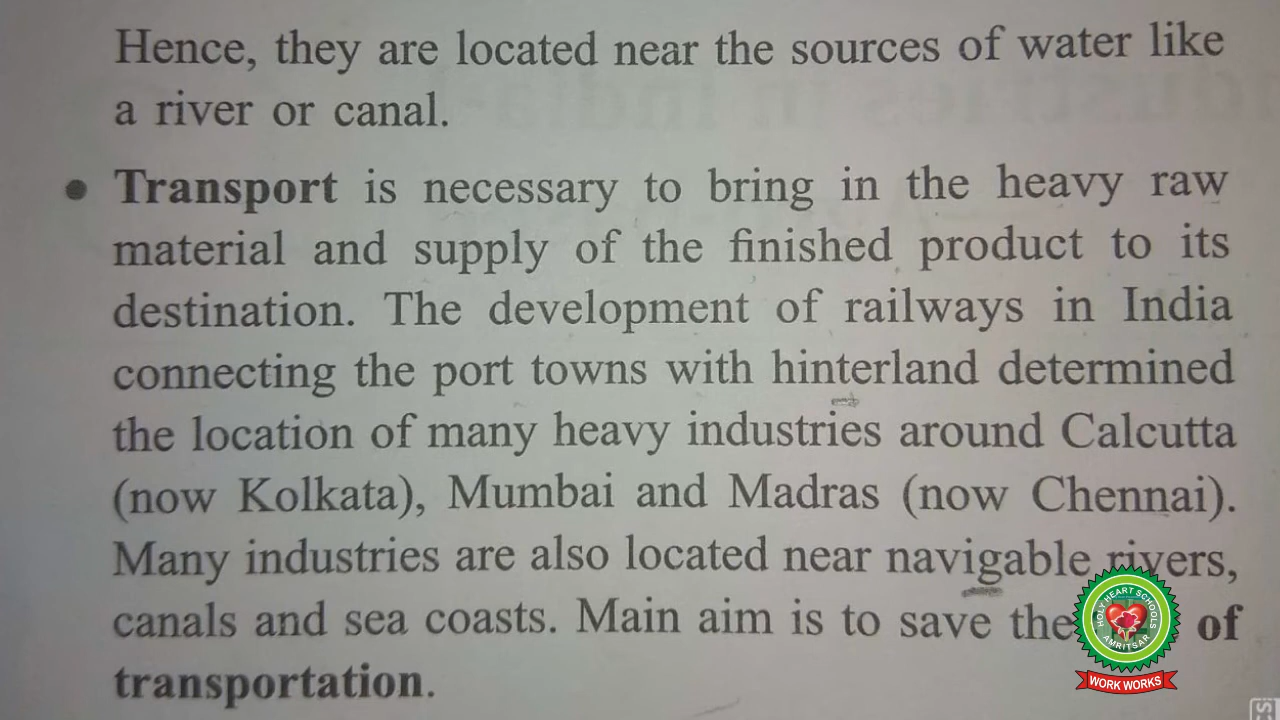 Hence, they are located near the sources of water like
a river or canal.
• Transport is necessary to bring in the heavy raw
material and supply of the finished product to its
destination. The development of railways in India
connecting the port towns with hinterland determined
the location of many heavy industries around Calcutta
(now Kolkata), Mumbai and Madras (now Chennai).
Many industries are also located near navigable rivers,
canals and sea coasts. Main aim is to save the of
transportation.
HOLY HEART SCHOOLS
AMRITSAR
WORK WORKS